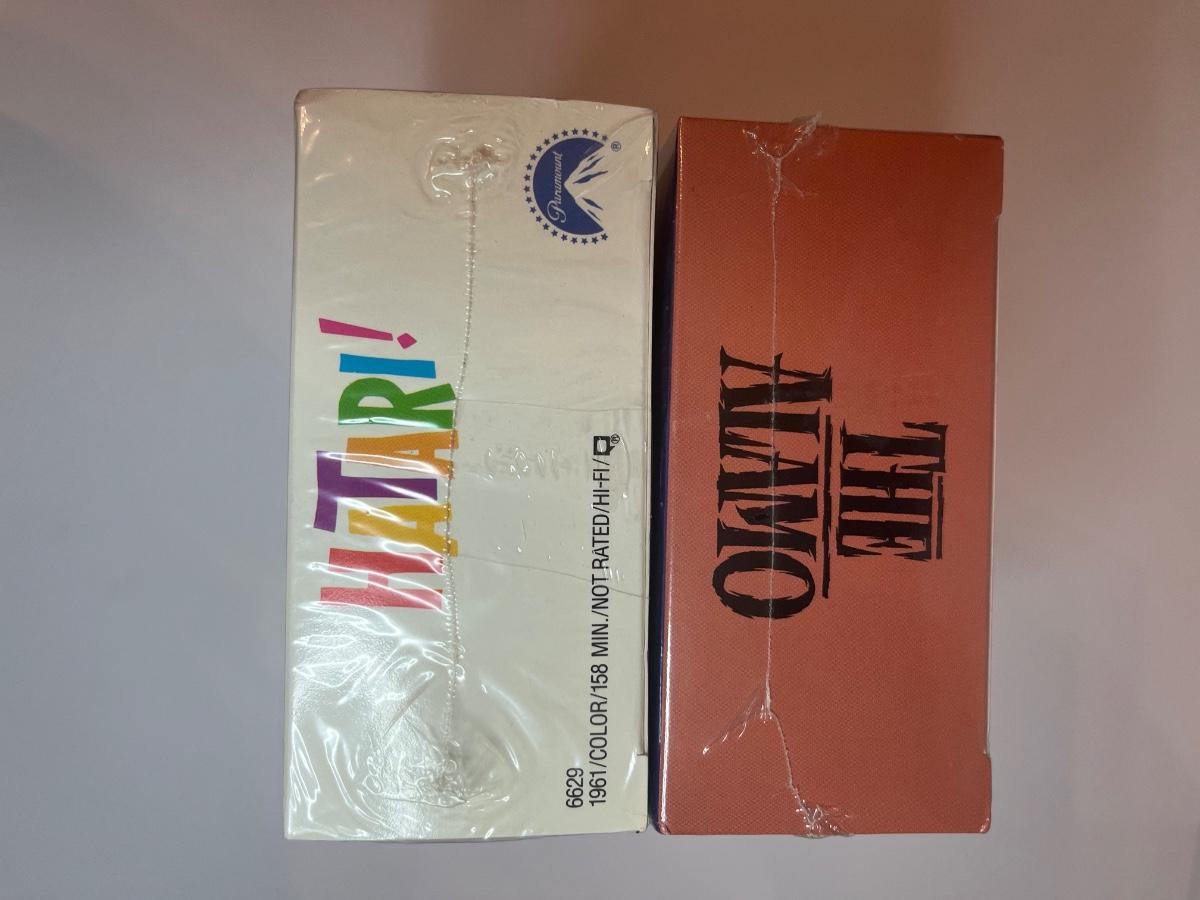 Paramount
®
HATARI!
6629
1961/COLOR/158 MIN./NOT RATED/HI-FI/ ®
THE
ALAMO